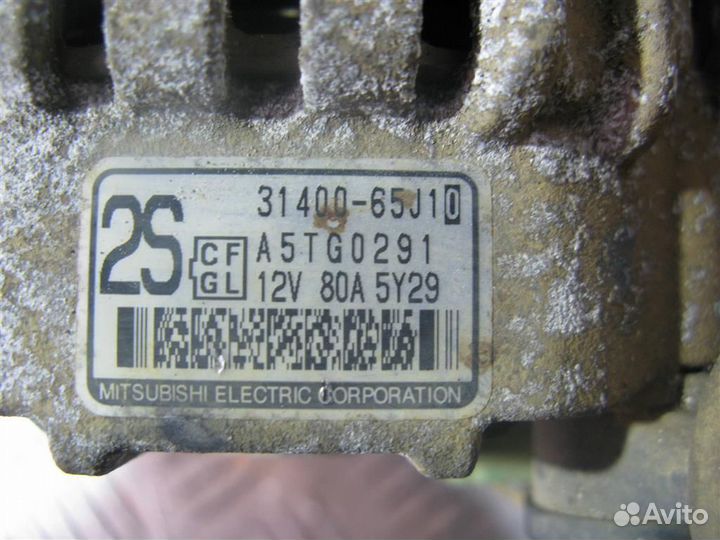 2S
31400-65J10
CF
GL
A5TG0291
12V 80A 5Y29
MITSUBISHI ELECTRIC CORPORATION
Avito